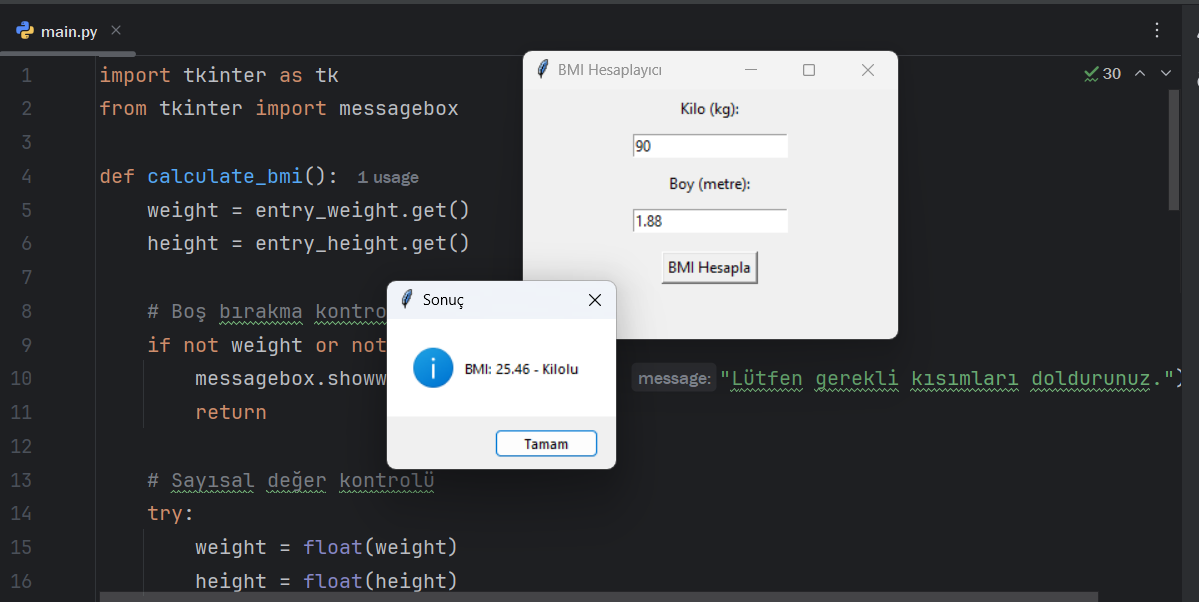 main.py
30
1 import tkinter as tk
2 from tkinter import messagebox
3
4 def calculate_bmi(): 1 usage
5 weight = entry_weight.get()
6 height = entry_height.get()
7
8 # Boş bırakma kontro
9 if not weight or not
10 messagebox.showw message: "Lütfen gerekli kısımları doldurunuz.")
11 return
12
13 # Sayısal değer kontrolü
14 try:
15 weight = float(weight)
16 height = float(height)
BMI Hesaplayıcı
Kilo (kg):
90
Boy (metre):
1.88
BMI Hesapla
Sonuç
BMI: 25.46 - Kilolu
Tamam